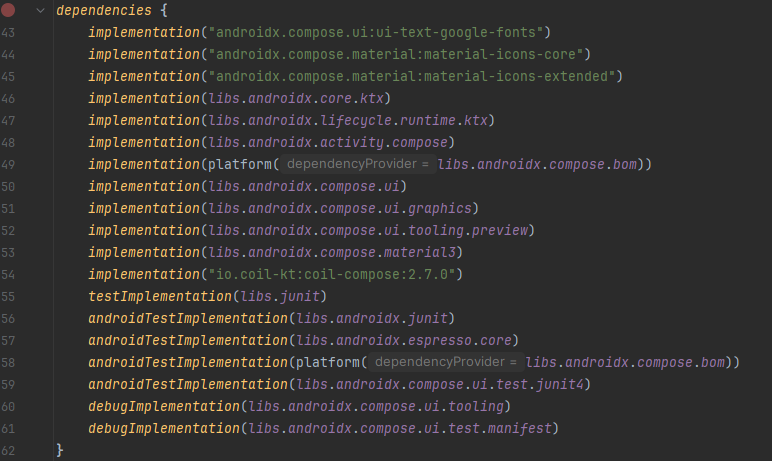 dependencies {
43 implementation("androidx.compose.ui:ui-text-google-fonts")
44 implementation("androidx.compose.material:material-icons-core")
45 implementation("androidx.compose.material:material-icons-extended")
46 implementation(libs.androidx.core.ktx)
47 implementation(libs.androidx.lifecycle.runtime.ktx)
48 implementation(libs.androidx.activity.compose)
49 implementation(platform( dependencyProvider = libs.androidx.compose.bom))
50 implementation(libs.androidx.compose.ui)
51 implementation(libs.androidx.compose.ui.graphics)
52 implementation(libs.androidx.compose.ui.tooling.preview)
53 implementation(libs.androidx.compose.material3)
54 implementation("io.coil-kt:coil-compose:2.7.0")
55 testImplementation(libs.junit)
56 androidTestImplementation(libs.androidx.junit)
57 androidTestImplementation(libs.androidx.espresso.core)
58 androidTestImplementation(platform( dependencyProvider = libs.androidx.compose.bom))
59 androidTestImplementation(libs.androidx.compose.ui.test.junit4)
60 debugImplementation(libs.androidx.compose.ui.tooling)
61 debugImplementation(libs.androidx.compose.ui.test.manifest)
62 }